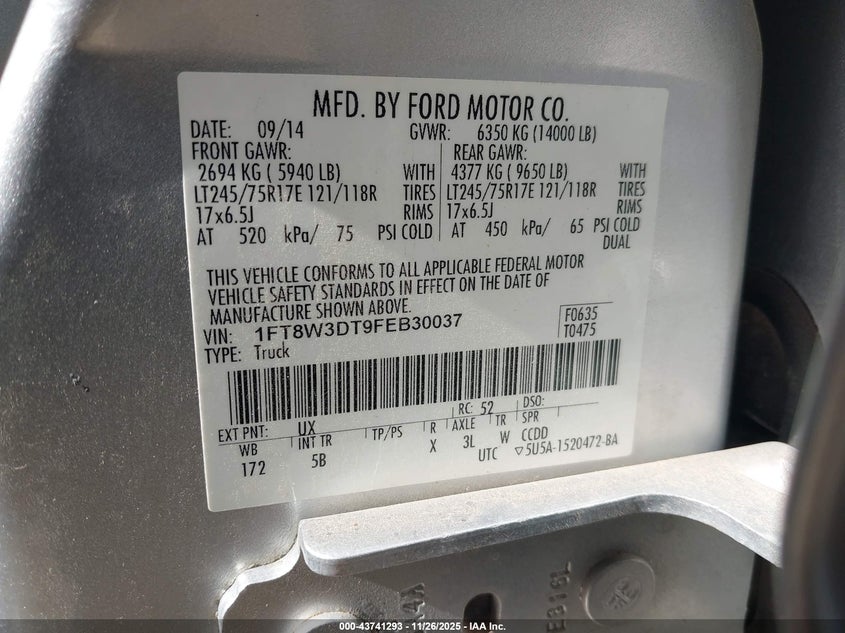 MFD. BY FORD MOTOR CO.
DATE: 09/14 GVWR: 6350 KG (14000 LB)
FRONT GAWR: REAR GAWR:
2694 KG ( 5940 LB) WITH 4377 KG ( 9650 LB) WITH
LT245/75R17E 121/118R TIRES LT245/75R17E 121/118R TIRES
17x6.5J RIMS 17x6.5J RIMS
AT 520 kPa/ 75 PSI COLD AT 450 kPa/ 65 PSI COLD
DUAL
THIS VEHICLE CONFORMS TO ALL APPLICABLE FEDERAL MOTOR
VEHICLE SAFETY STANDARDS IN EFFECT ON THE DATE OF
MANUFACTURE SHOWN ABOVE.
VIN: 1FT8W3DT9FEB30037 F0635
TYPE: Truck T0475
RC: 52 DSO:
EXT PNT: UX
WB INT TR TP/PS R AXLE TR SPR
172 5B X 3L W CCDD
UTC ▽5U5A-1520472-BA
000-43741293 - 11/26/2025 - IAA Inc.